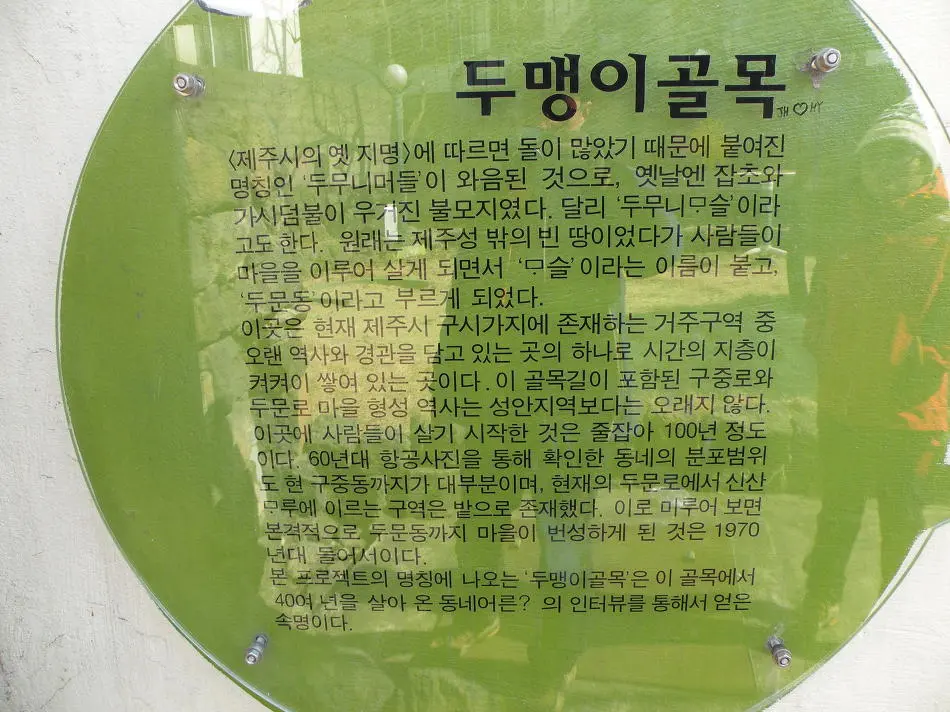 두맹이골목
JH ♡ HY
〈제주시의 옛 지명〉에 따르면 돌이 많았기 때문에 붙여진
명칭인 '두무니머들'이 와음된 것으로, 옛날엔 잡초와
가시덤불이 우거진 불모지였다. 달리 '두무니ᄆᆞ슬'이라
고도 한다. 원래는 제주성 밖의 빈 땅이었다가 사람들이
마을을 이루어 살게 되면서 'ᄆᆞ슬'이라는 이름이 붙고,
'두문동'이라고 부르게 되었다.
이곳은 현재 제주서 구시가지에 존재하는 거주구역 중
오랜 역사와 경관을 담고 있는 곳의 하나로 시간의 지층이
켜켜이 쌓여 있는 곳이다. 이 골목길이 포함된 구중로와
두문로 마을 형성 역사는 성안지역보다는 오래지 않다.
이곳에 사람들이 살기 시작한 것은 줄잡아 100년 정도
이다. 60년대 항공사진을 통해 확인한 동네의 분포범위
도 현 구중동까지가 대부분이며, 현재의 두문로에서 신산
ᄆᆞ루에 이르는 구역은 밭으로 존재했다. 이로 미루어 보면
본격적으로 두문동까지 마을이 번성하게 된 것은 1970
년대 들어서이다.
본 프로젝트의 명칭에 나오는 '두맹이골목'은 이 골목에서
40여 년을 살아 온 동네어른? 의 인터뷰를 통해서 얻은
속명이다.